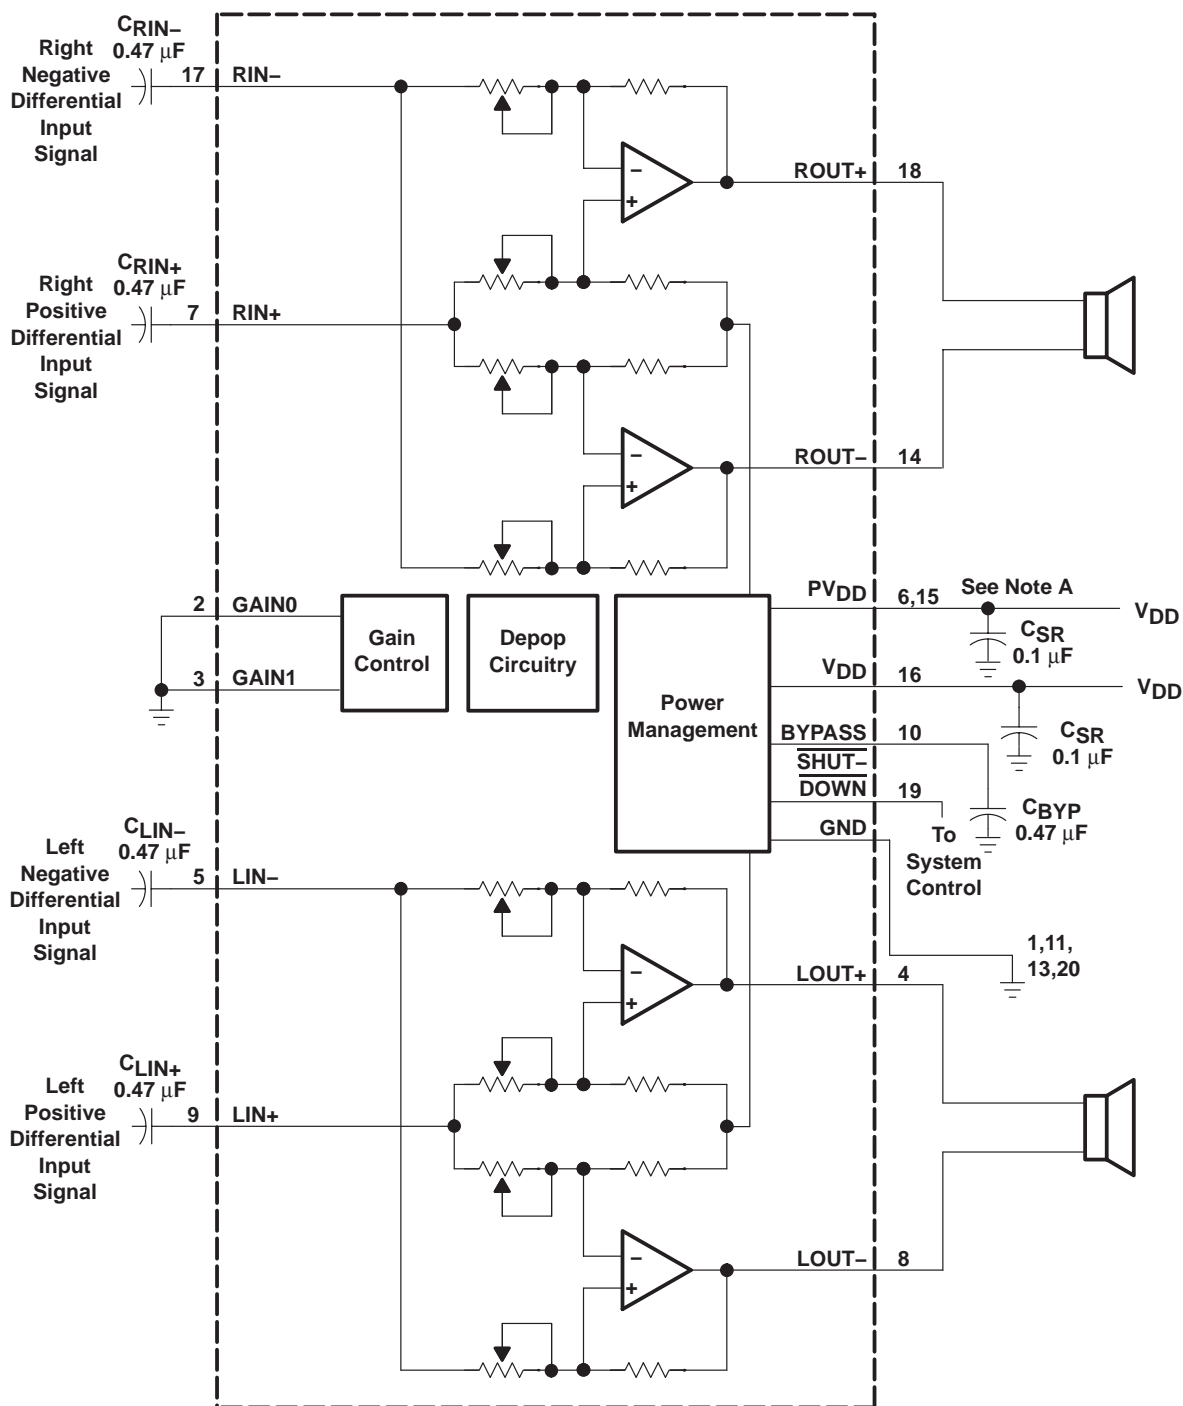 CRIN–
0.47 μF
Right
Negative
Differential
Input
Signal
17
RIN–
–
+
ROUT+
18
CRIN+
0.47 μF
Right
Positive
Differential
Input
Signal
7
RIN+
–
+
ROUT–
14
2
GAIN0
3
GAIN1
Gain
Control
Depop
Circuitry
Power
Management
PVDD
6,15
See Note A
VDD
CSR
0.1 μF
VDD
16
VDD
CSR
0.1 μF
BYPASS
10
SHUT–
DOWN
19
CBYP
0.47 μF
To
System
Control
GND
1,11,
13,20
CLIN–
0.47 μF
Left
Negative
Differential
Input
Signal
5
LIN–
–
+
LOUT+
4
CLIN+
0.47 μF
Left
Positive
Differential
Input
Signal
9
LIN+
–
+
LOUT–
8